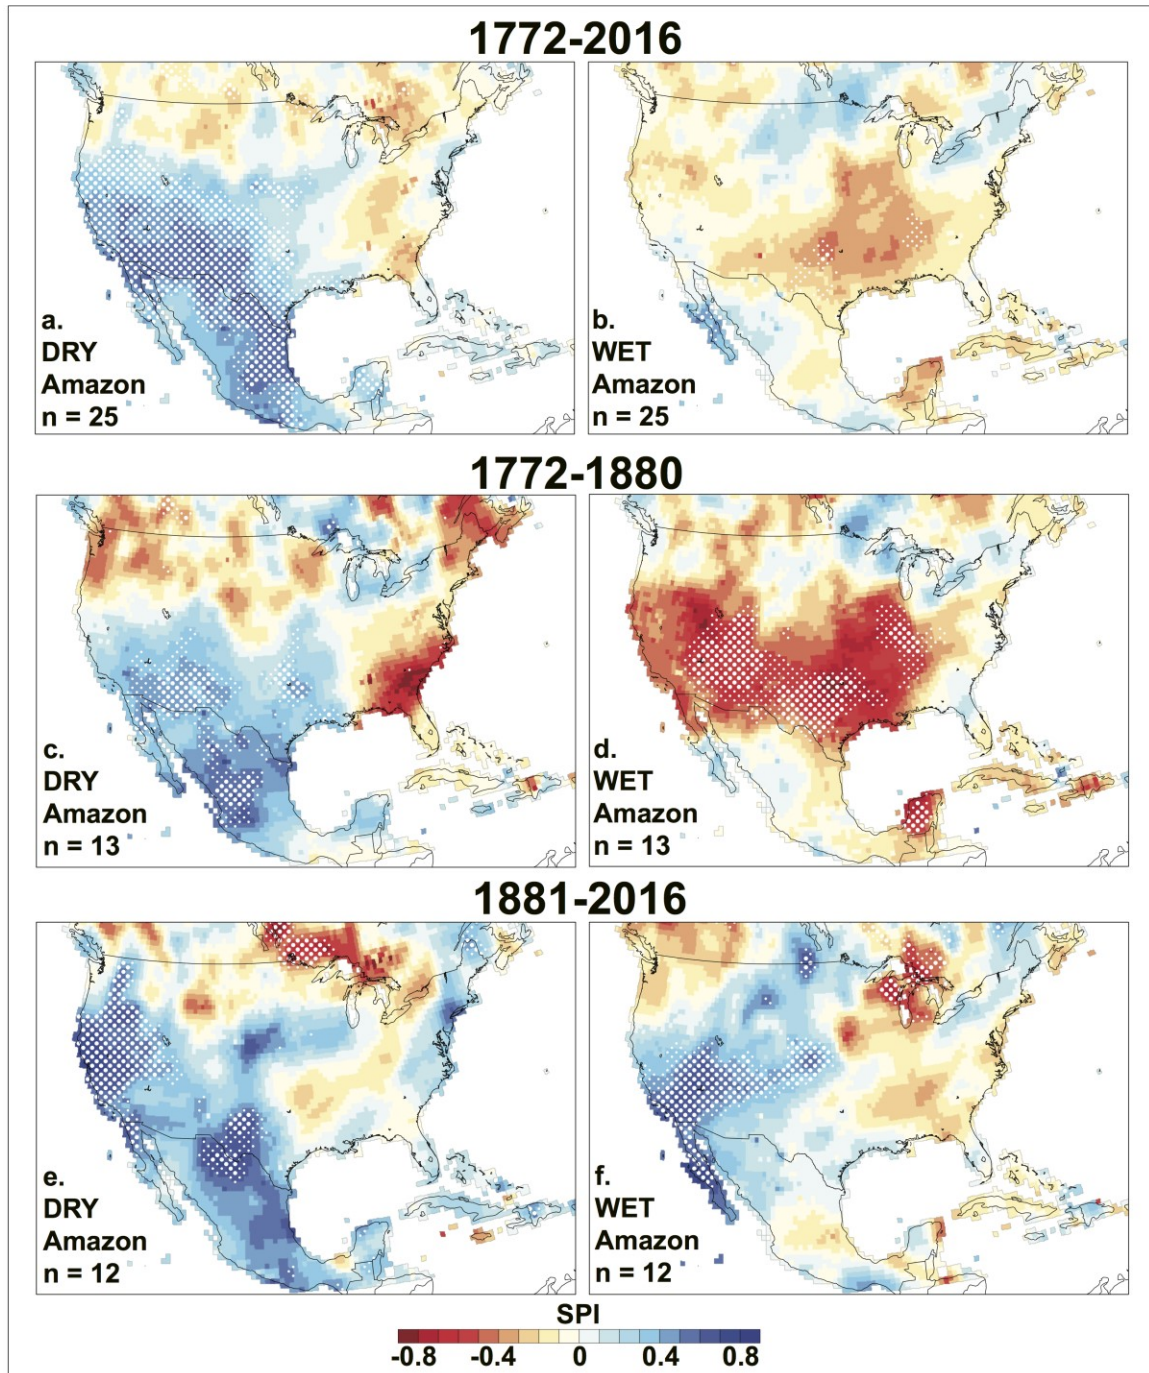 1772-2016
a.
DRY
Amazon
n = 25
b.
WET
Amazon
n = 25
1772-1880
c.
DRY
Amazon
n = 13
d.
WET
Amazon
n = 13
1881-2016
e.
DRY
Amazon
n = 12
f.
WET
Amazon
n = 12
SPI
-0.8 -0.4 0 0.4 0.8